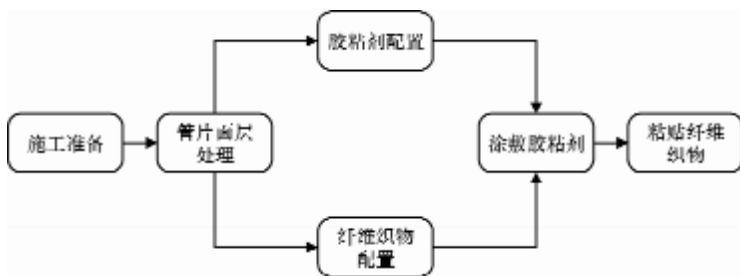 胶粘剂配置
施工准备
管片面层
处理
涂敷胶粘剂
粘贴纤维
织物
纤维织物
配置